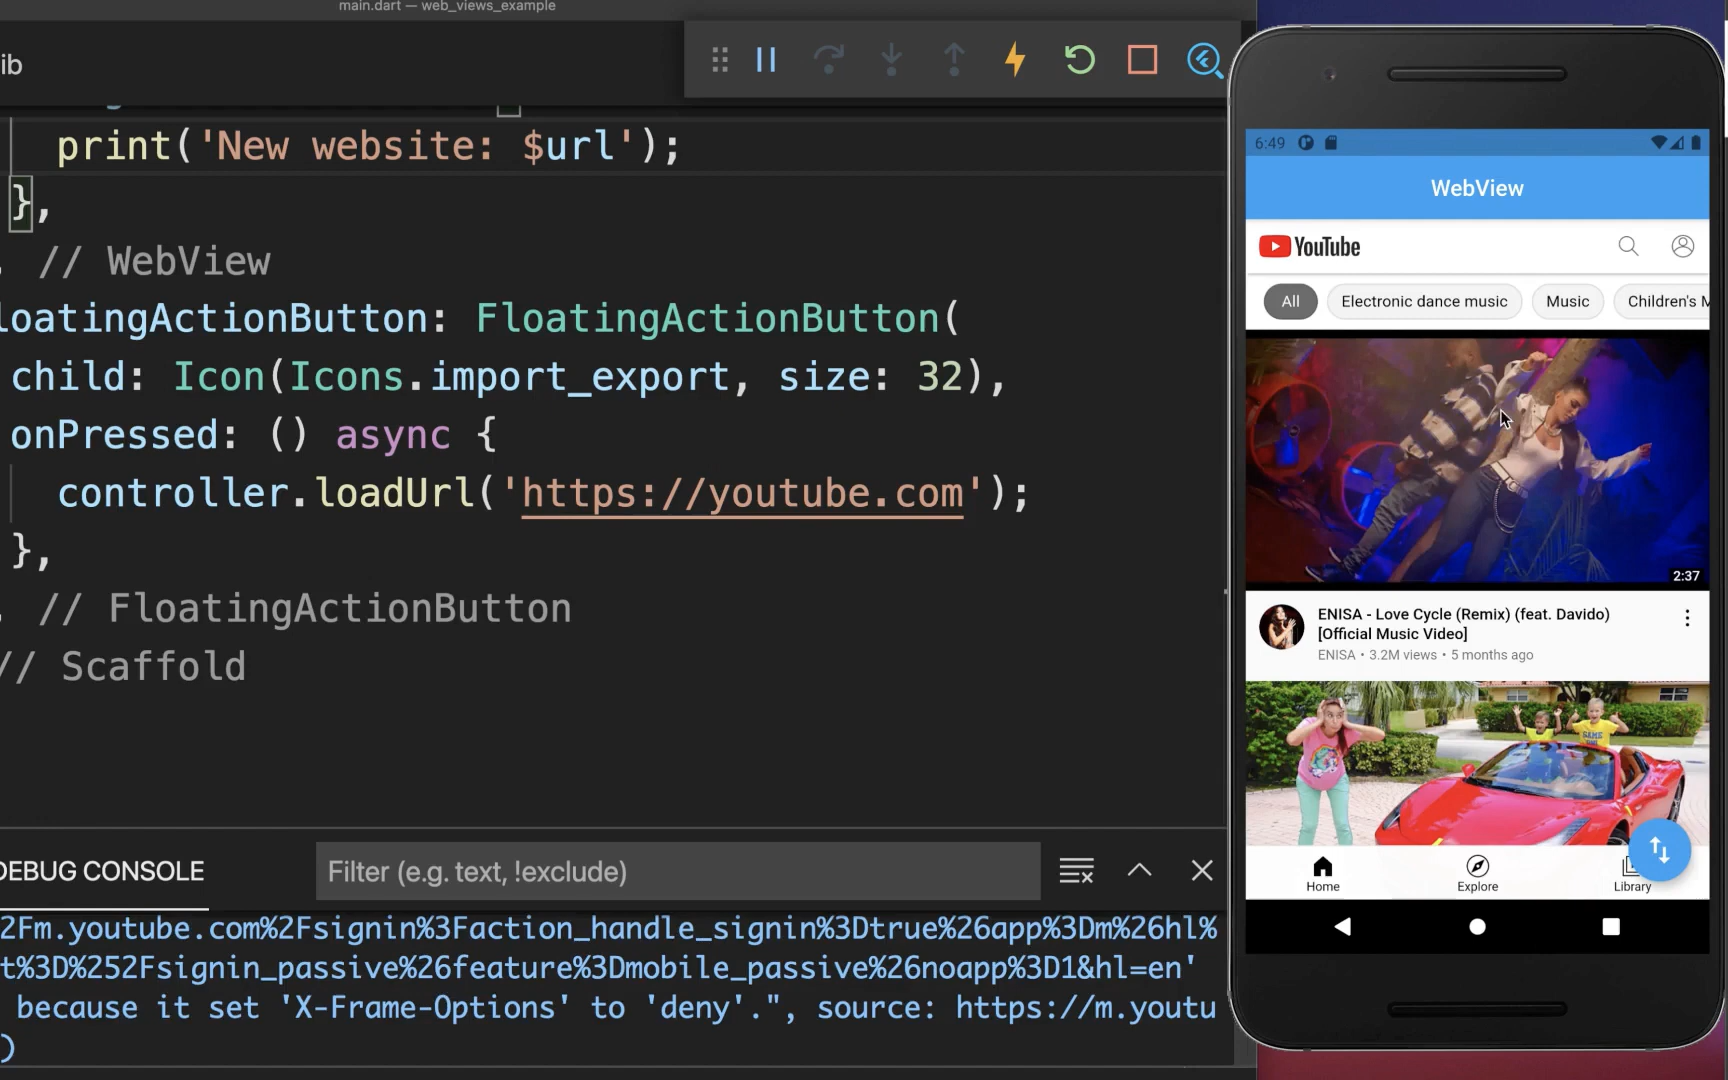 main.dart — web_views_example
ib
print('New website: $url');
},
// WebView
loatingActionButton: FloatingActionButton(
child: Icon(Icons.import_export, size: 32),
onPressed: () async {
controller.loadUrl('https://youtube.com');
},
// FloatingActionButton
// Scaffold
DEBUG CONSOLE
Filter (e.g. text, !exclude)
2Fm.youtube.com%2Fsignin%3Faction_handle_signin%3Dtrue%26app%3Dm%26hl%
t%3D%252Fsignin_passive%26feature%3Dmobile_passive%26noapp%3D1&hl=en'
because it set 'X-Frame-Options' to 'deny'.", source: https://m.youtu
)
6:49
WebView
YouTube
All
Electronic dance music
Music
Children's M
2:37
ENISA - Love Cycle (Remix) (feat. Davido)
[Official Music Video]
ENISA • 3.2M views • 5 months ago
GAME
Home
Explore
Library